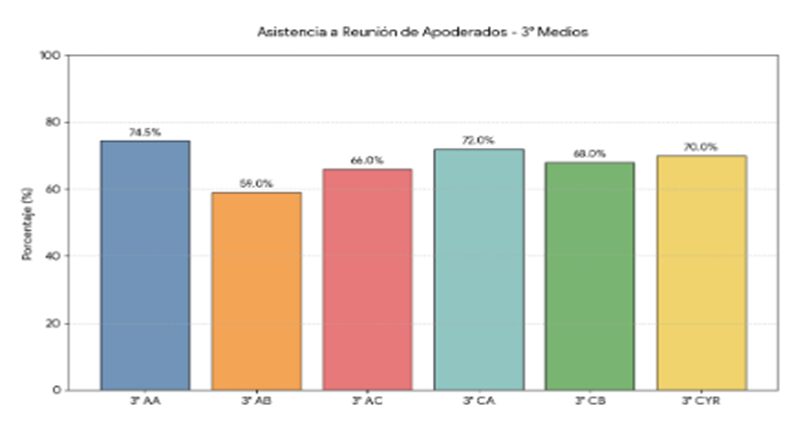 Asistencia a Reunión de Apoderados - 3° Medios
Porcentaje (%)
100
80
60
40
20
0
74.5%
59.0%
66.0%
72.0%
68.0%
70.0%
3° AA
3° AB
3° AC
3° CA
3° CB
3° CYR